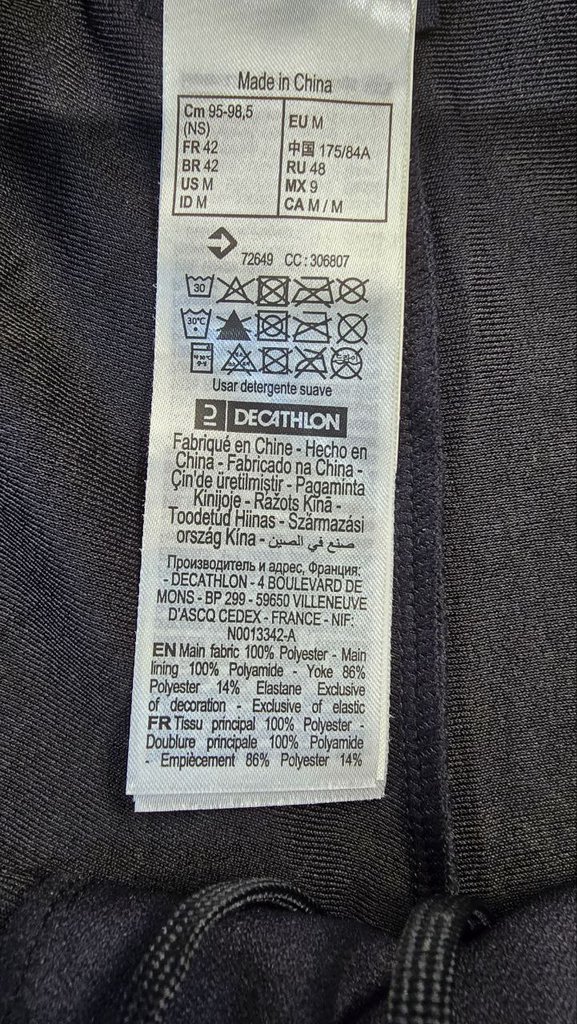 Made in China
Cm 95-98,5
(NS)
FR 42
BR 42
US M
ID M
EU M
中国 175/84A
RU 48
MX 9
CA M / M
72649 CC : 306807
30
30°C
Usar detergente suave
DECATHLON
Fabriqué en Chine - Hecho en
China - Fabricado na China -
Çin'de üretilmiştir - Pagaminta
Kinijoje - Ražots Ķīnā -
Toodetud Hiinas - Származási
ország Kína - صنع في الصين
Производитель и адрес, Франция:
- DECATHLON - 4 BOULEVARD DE
MONS - BP 299 - 59650 VILLENEUVE
D'ASCQ CEDEX - FRANCE - NIF:
N0013342-A
EN Main fabric 100% Polyester - Main
lining 100% Polyamide - Yoke 86%
Polyester 14% Elastane Exclusive
of decoration - Exclusive of elastic
FR Tissu principal 100% Polyester -
Doublure principale 100% Polyamide
- Empiècement 86% Polyester 14%